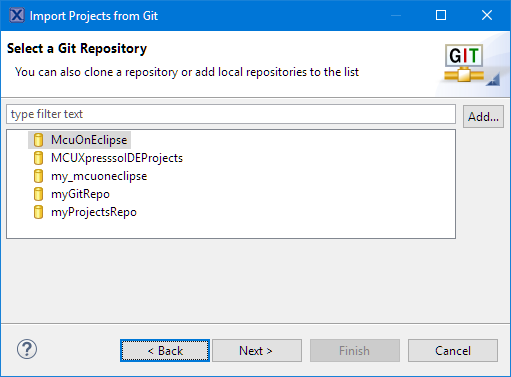 Import Projects from Git
Select a Git Repository
You can also clone a repository or add local repositories to the list
GIT
type filter text
Add...
McuOnEclipse
MCUXpresssoIDEProjects
my_mcuoneclipse
myGitRepo
myProjectsRepo
< Back
Next >
Finish
Cancel